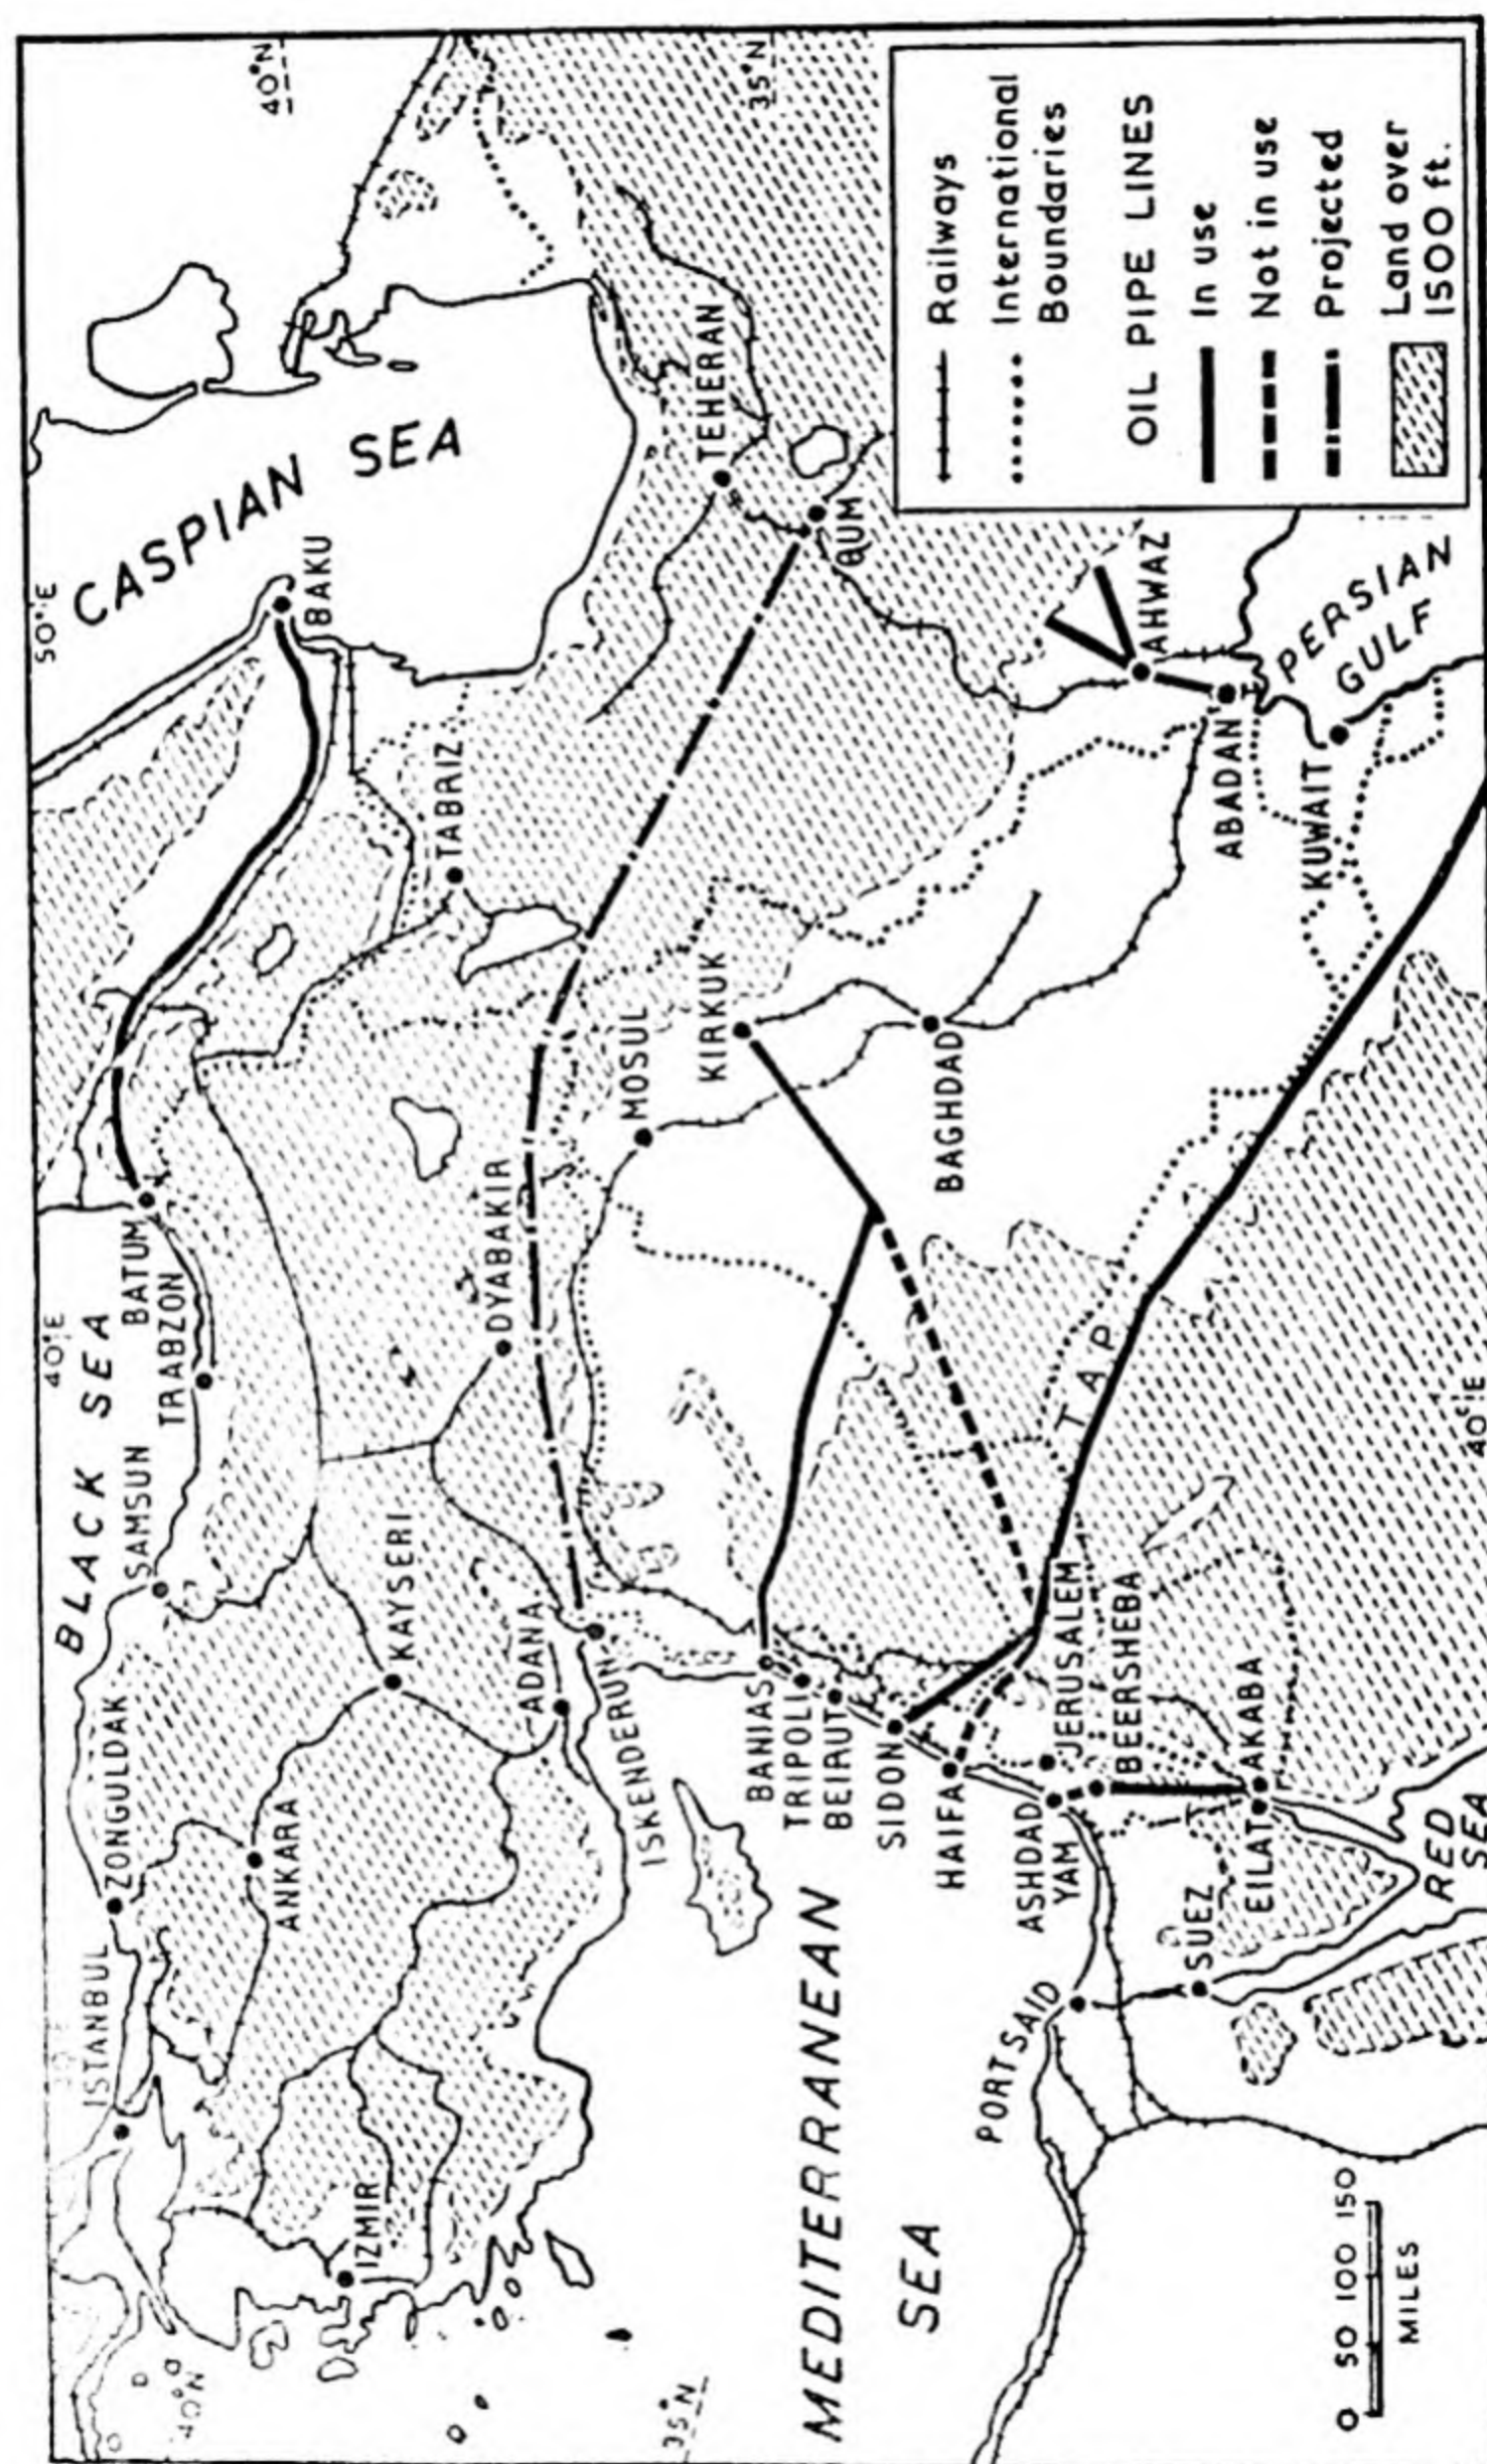 BLACK SEA
CASPIAN SEA
40°E
50°E
40°N
35°N
40°N
35°N
40°E
ISTANBUL
ZONGULDAK
SAMSUN
TRABZON
BATUM
BAKU
ANKARA
KAYSERI
IZMIR
ADANA
ISKENDERUN
DYABAKIR
TABRIZ
TEHERAN
QUM
MOSUL
KIRKUK
BAGHDAD
BANIAS
TRIPOLI
BEIRUT
SIDON
HAIFA
ASHDAD
YAM
JERUSALEM
BEERSHEBA
AKABA
EILAT
SUEZ
PORT SAID
MEDITERRANEAN
SEA
RED
SEA
TAP
AHWAZ
ABADAN
KUWAIT
PERSIAN
GULF
Railways
International
Boundaries
OIL PIPE LINES
In use
Not in use
Projected
Land over
1500 ft.
0 50 100 150
MILES